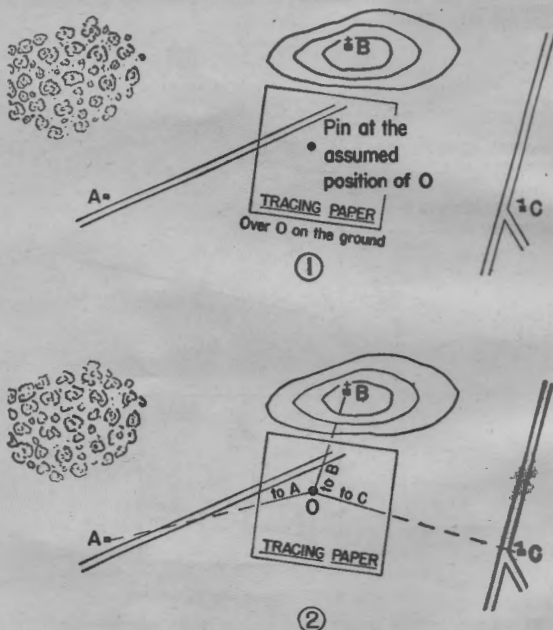 B
Pin at the
assumed
position of O
A
TRACING PAPER
C
Over O on the ground
1
B
to A
to B
to C
A
O
TRACING PAPER
C
2